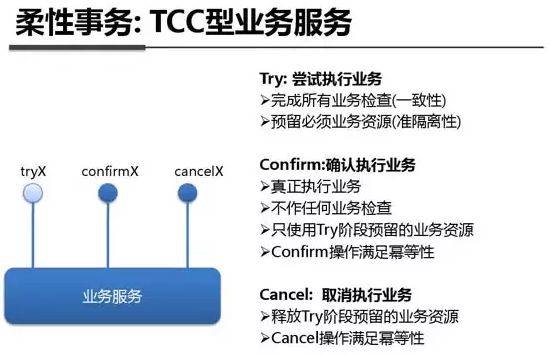 柔性事务: TCC型业务服务
Try: 尝试执行业务
➢完成所有业务检查(一致性)
➢预留必须业务资源(准隔离性)
tryX confirmX cancelX
Confirm:确认执行业务
➢真正执行业务
➢不作任何业务检查
➢只使用Try阶段预留的业务资源
➢Confirm操作满足幂等性
业务服务
Cancel: 取消执行业务
➢释放Try阶段预留的业务资源
➢Cancel操作满足幂等性